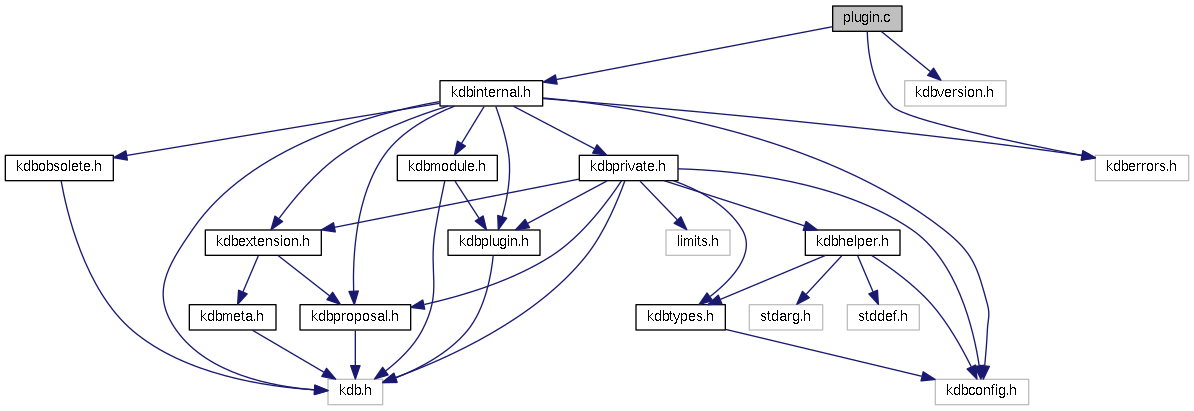 plugin.c
kdbinternal.h
kdbversion.h
kdbobsolete.h
kdbmodule.h
kdbprivate.h
kdberrors.h
kdbextension.h
kdbplugin.h
limits.h
kdbhelper.h
kdbmeta.h
kdbproposal.h
kdbtypes.h
stdarg.h
stddef.h
kdb.h
kdbconfig.h